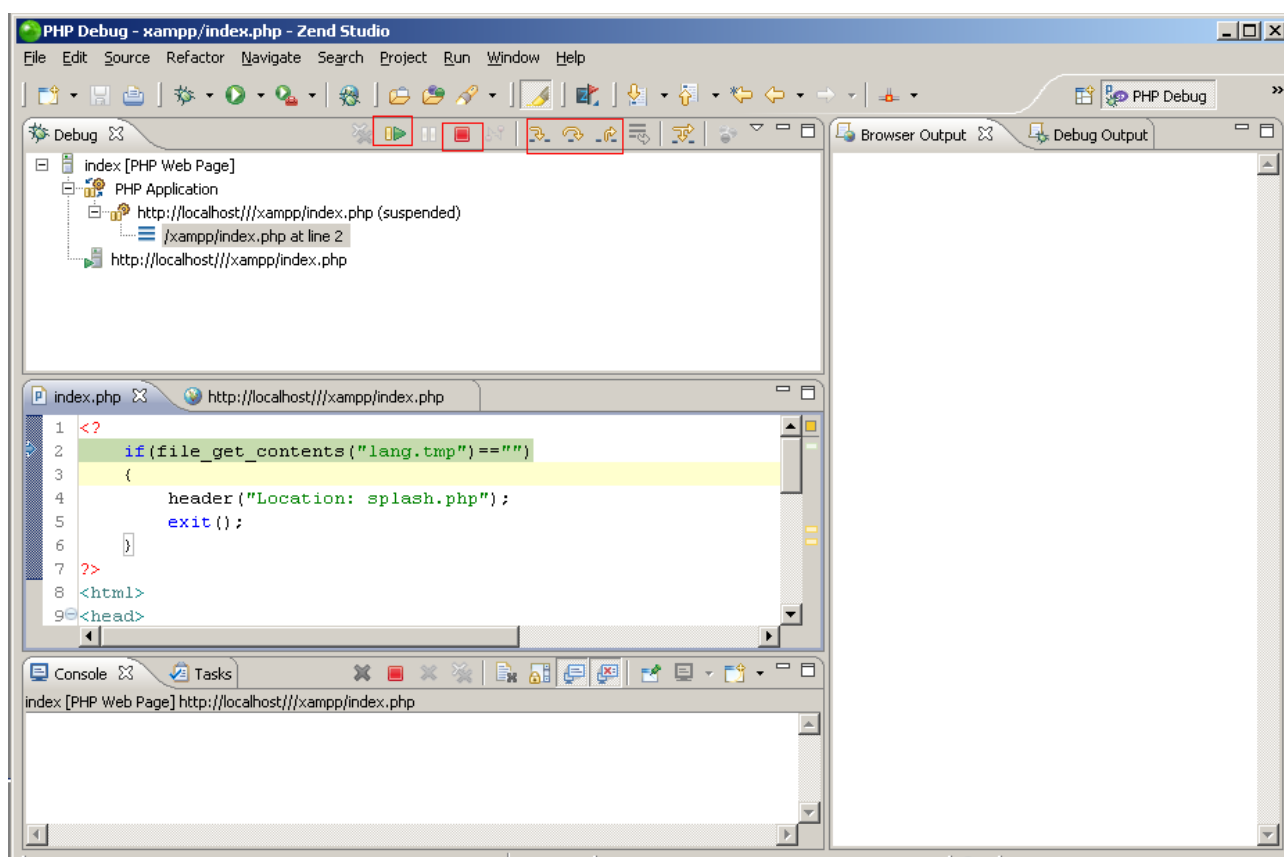 PHP Debug - xampp/index.php - Zend Studio
File Edit Source Refactor Navigate Search Project Run Window Help
PHP Debug
»
Debug
index [PHP Web Page]
PHP Application
http://localhost///xampp/index.php (suspended)
/xampp/index.php at line 2
http://localhost///xampp/index.php
Browser Output Debug Output
index.php http://localhost///xampp/index.php
1 <?
2 if(file_get_contents("lang.tmp")=="")
3 {
4 header("Location: splash.php");
5 exit();
6 }
7 ?>
8 <html>
9 <head>
Console Tasks
index [PHP Web Page] http://localhost///xampp/index.php